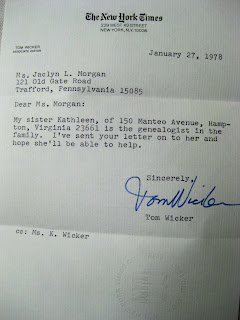 The New York Times
229 WEST 43 STREET
NEW YORK, N.Y. 10036
TOM WICKER
ASSOCIATE EDITOR
January 27, 1978
Ms. Jaclyn L. Morgan
121 Old Gate Road
Trafford, Pennsylvania 15085
Dear Ms. Morgan:
My sister Kathleen, of 150 Manteo Avenue, Hamp-
ton, Virginia 23661 is the genealogist in the
family. I've sent your letter on to her and
hope she'll be able to help.
Sincerely,
Tom Wicker
Tom Wicker
cc: Ms. K. Wicker